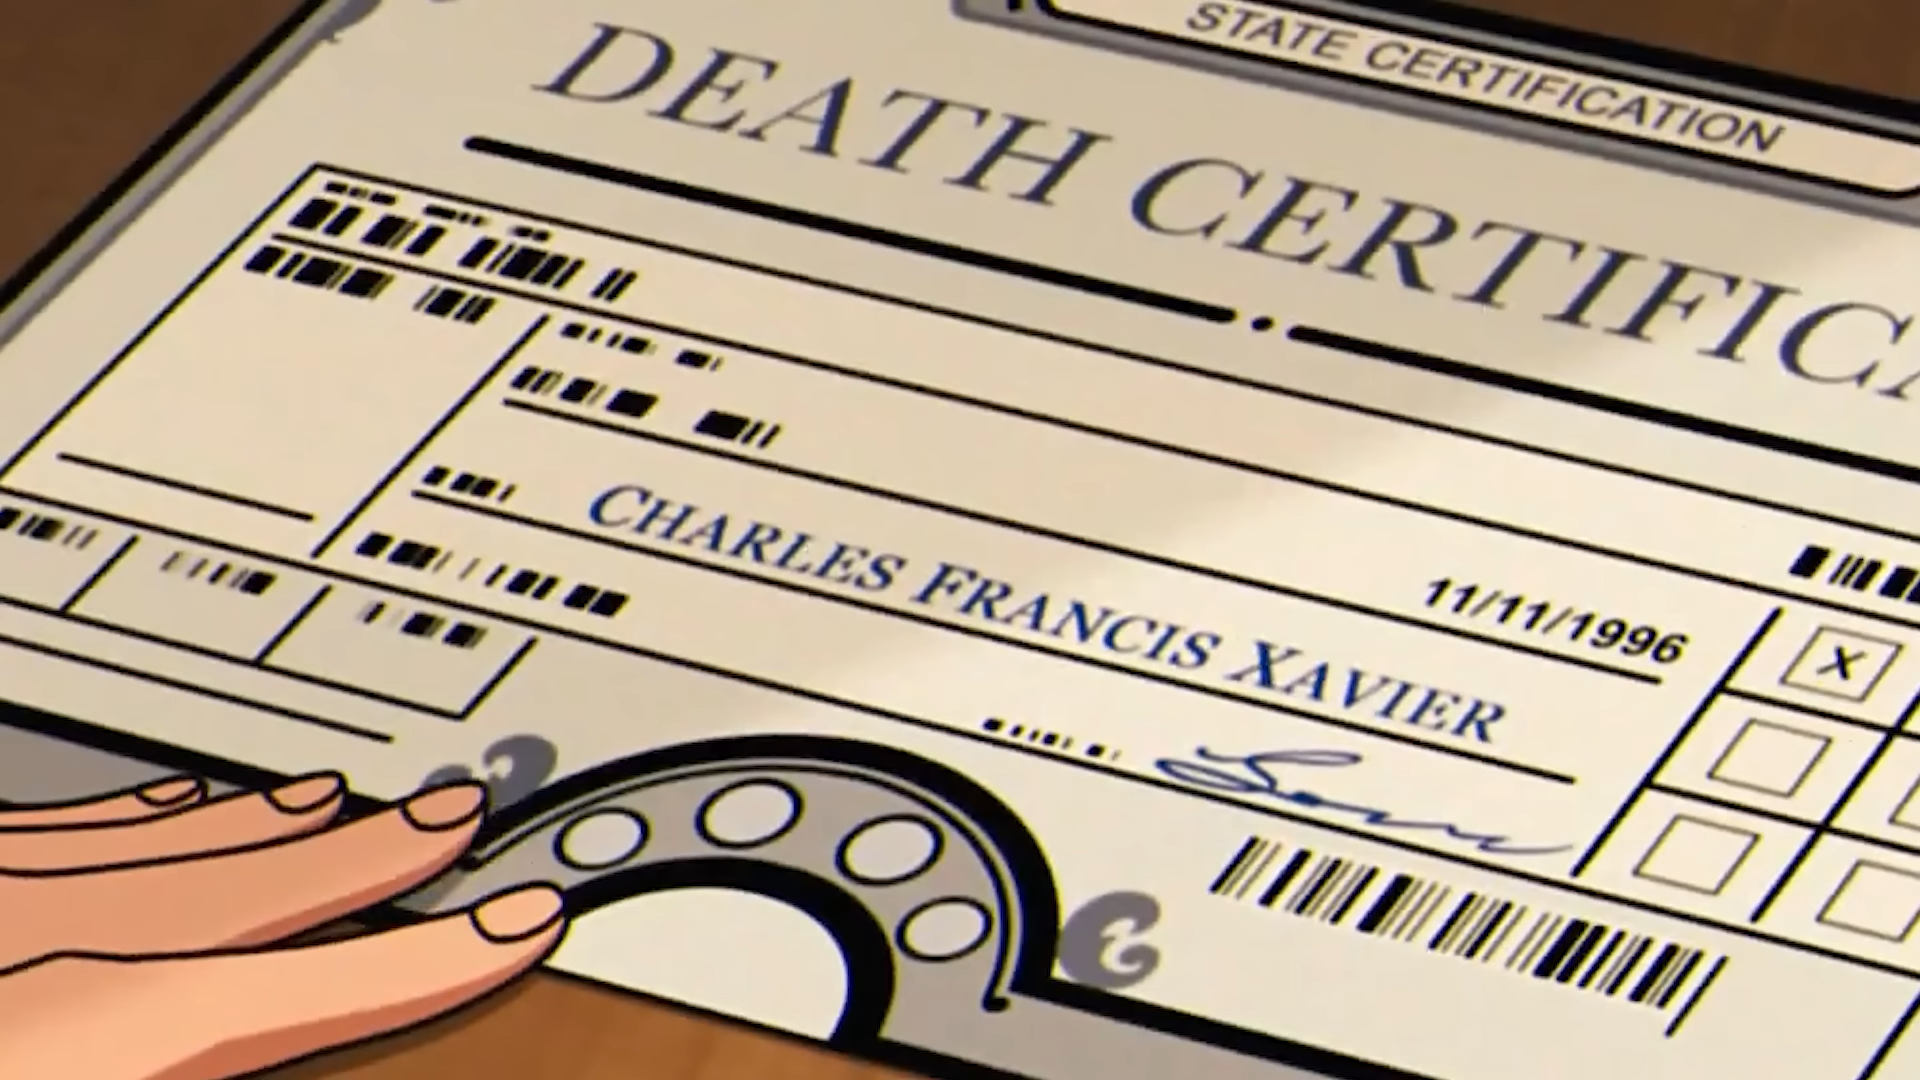 STATE CERTIFICATION
DEATH CERTIFICA
11/11/1996
X
CHARLES FRANCIS XAVIER